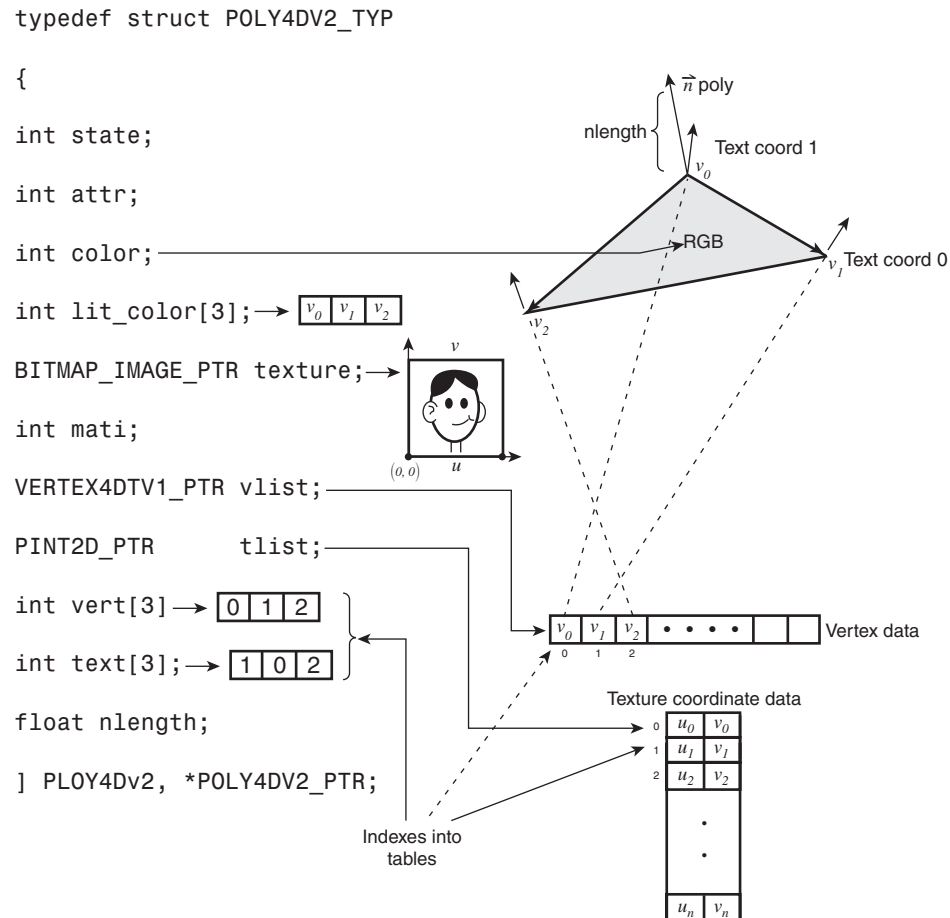 typedef struct POLY4DV2_TYP
{
int state;
int attr;
int color;
int lit_color[3];
v0 v1 v2
BITMAP_IMAGE_PTR texture;
v
(0, 0)
u
int mati;
VERTEX4DTV1_PTR vlist;
PINT2D_PTR tlist;
int vert[3]
0 1 2
int text[3];
1 0 2
float nlength;
] PLOY4Dv2, *POLY4DV2_PTR;
n poly
nlength
Text coord 1
v0
RGB
v1 Text coord 0
v2
v0 v1 v2 • • • • Vertex data
0 1 2
Texture coordinate data
0 u0 v0
1 u1 v1
2 u2 v2
un vn
Indexes into
tables